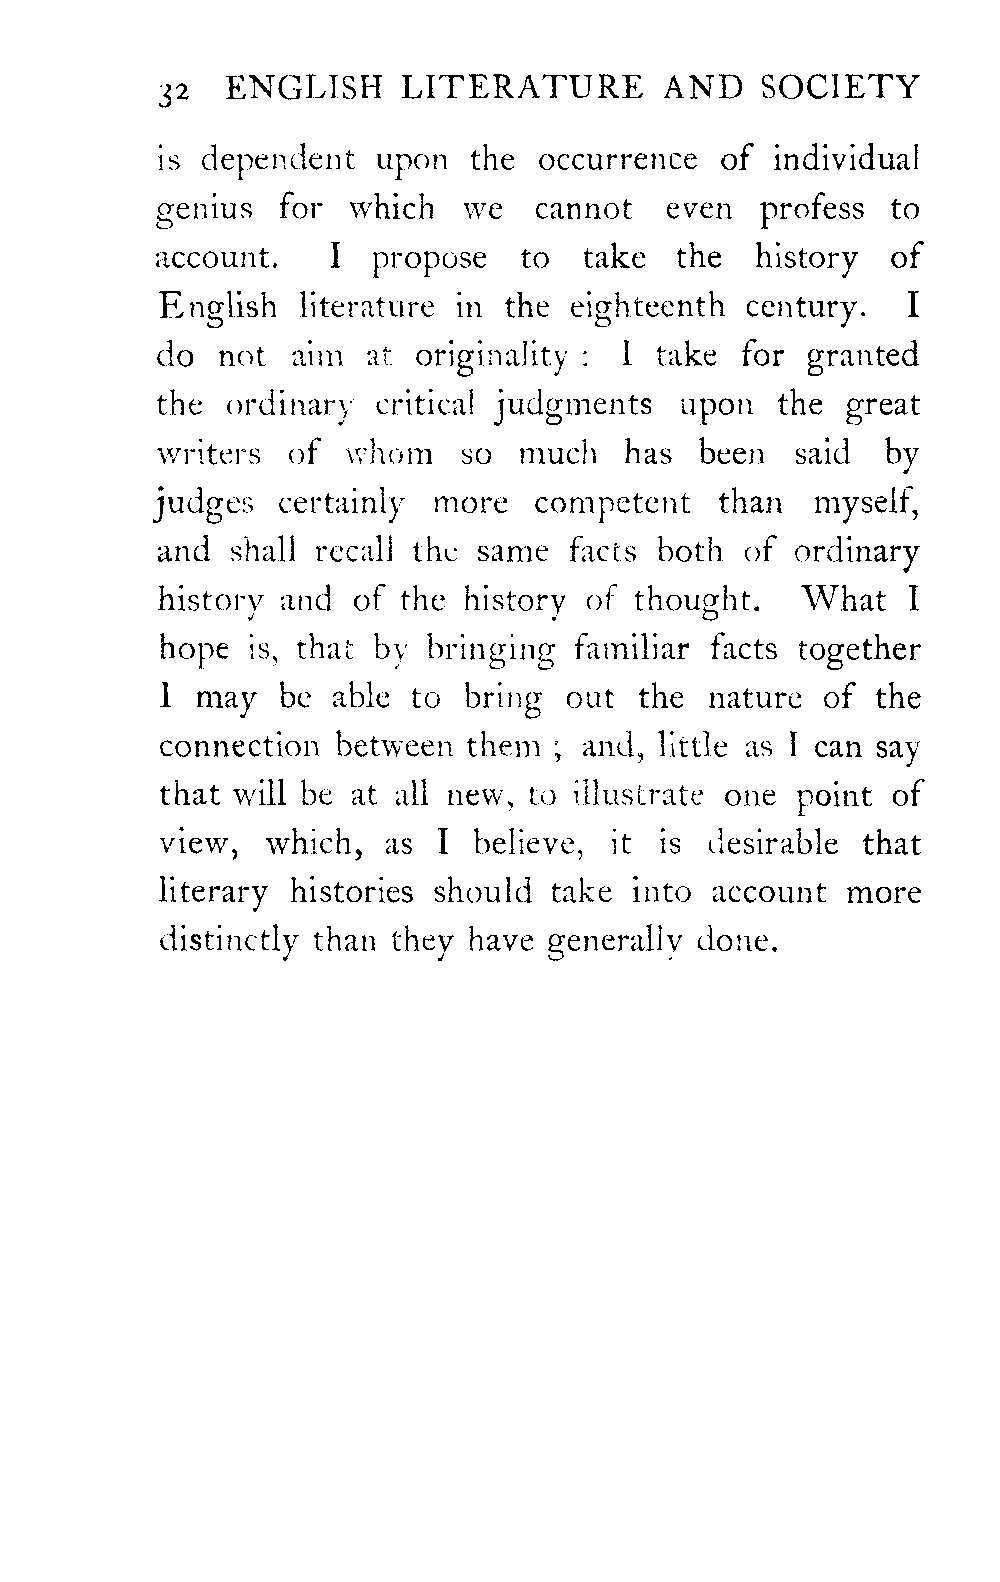 32 ENGLISH LITERATURE AND SOCIETY
is dependent upon the occurrence of individual
genius for which we cannot even profess to
account. I propose to take the history of
English literature in the eighteenth century. I
do not aim at originality : I take for granted
the ordinary critical judgments upon the great
writers of whom so much has been said by
judges certainly more competent than myself,
and shall recall the same facts both of ordinary
history and of the history of thought. What I
hope is, that by bringing familiar facts together
I may be able to bring out the nature of the
connection between them ; and, little as I can say
that will be at all new, to illustrate one point of
view, which, as I believe, it is desirable that
literary histories should take into account more
distinctly than they have generally done.